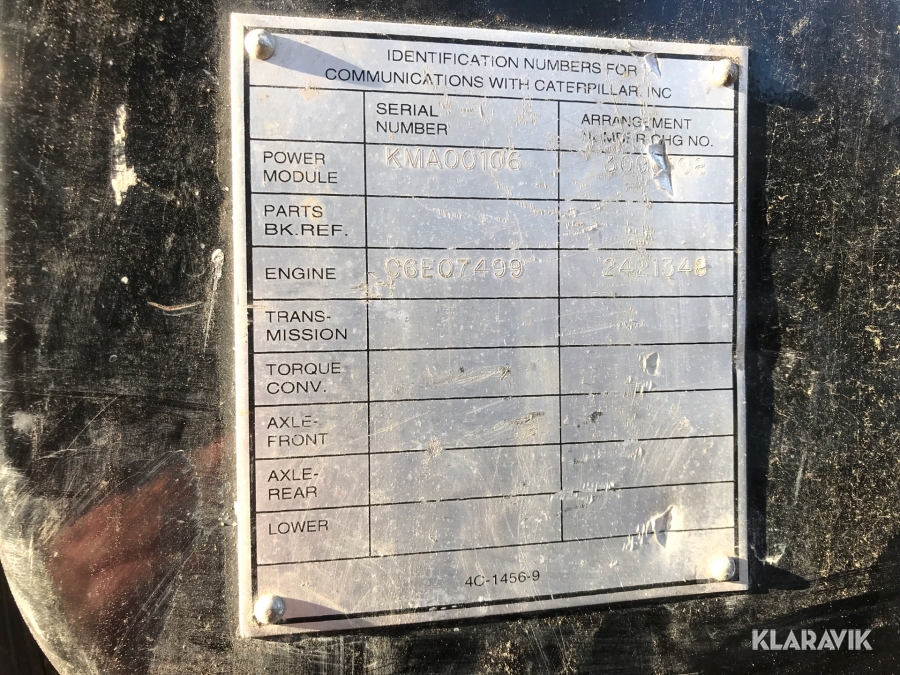 IDENTIFICATION NUMBERS FOR
COMMUNICATIONS WITH CATERPILLAR INC
SERIAL
NUMBER
ARRANGEMENT
NUMBER CHG NO.
POWER
MODULE
KMA00106
PARTS
BK.REF.
ENGINE
C6E07499
2421348
TRANS-
MISSION
TORQUE
CONV.
AXLE-
FRONT
AXLE-
REAR
LOWER
4C-1456-9
KLARAVIK